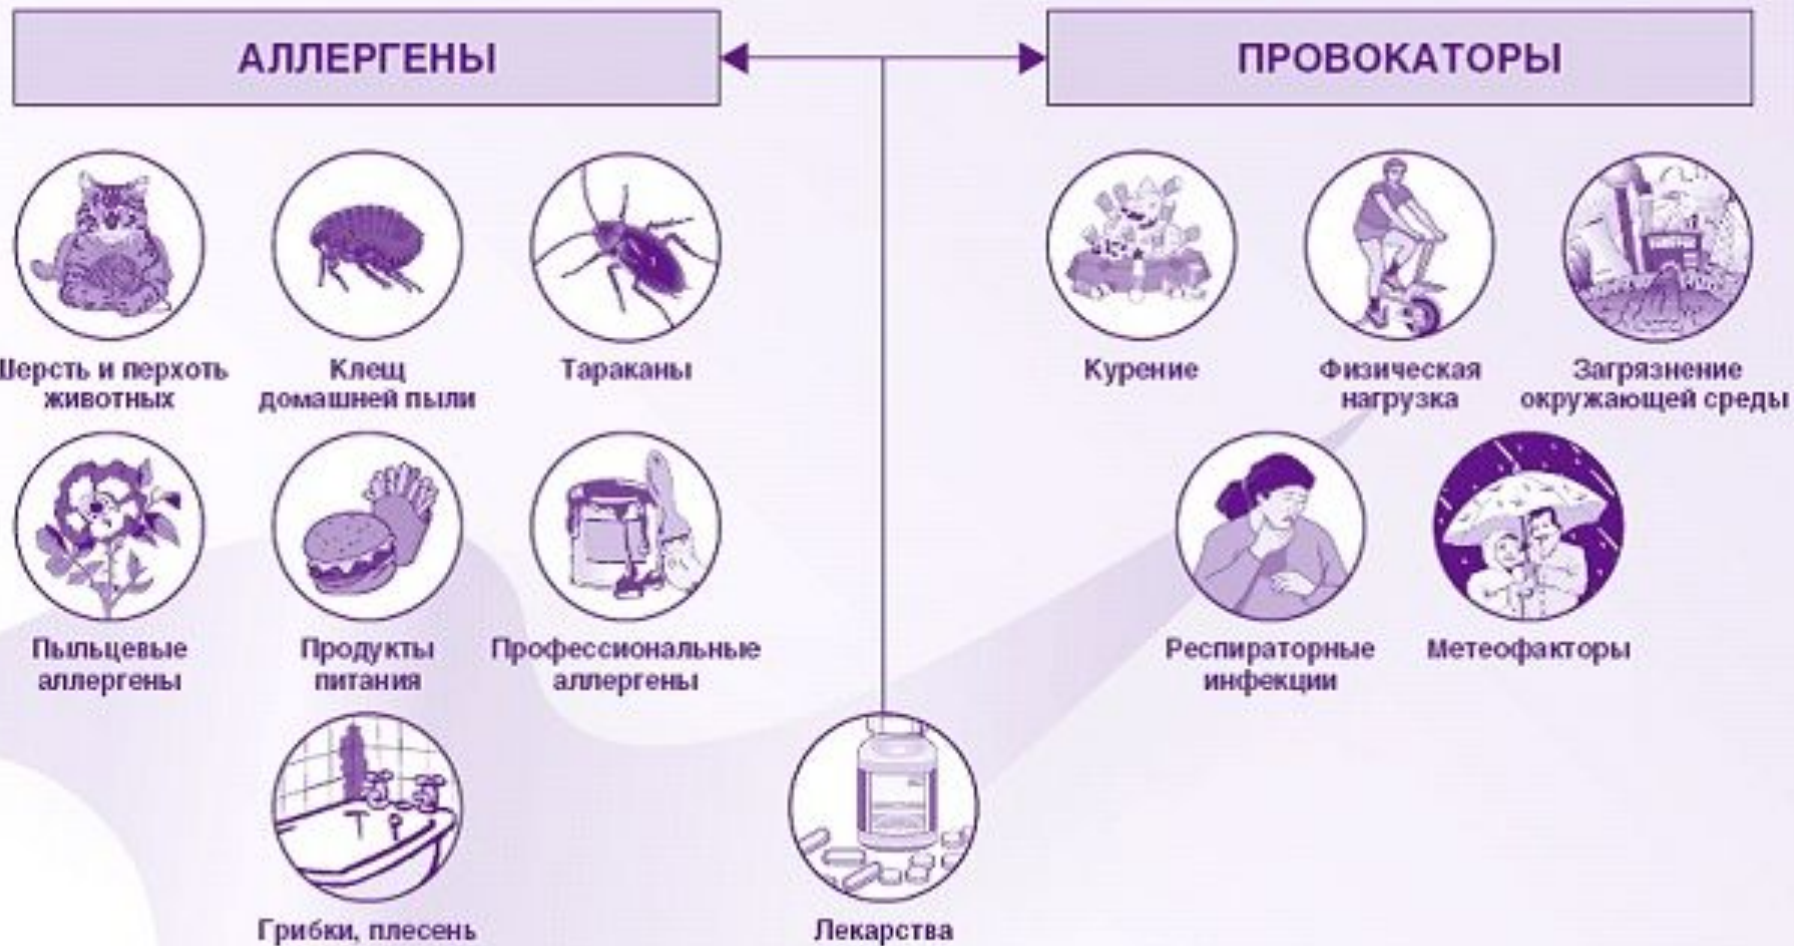 АЛЛЕРГЕНЫ
ПРОВОКАТОРЫ
Шерсть и перхоть
животных
Клещ
домашней пыли
Тараканы
Курение
Физическая
нагрузка
Загрязнение
окружающей среды
Пыльцевые
аллергены
Продукты
питания
Профессиональные
аллергены
Респираторные
инфекции
Метеофакторы
Грибки, плесень
Лекарства